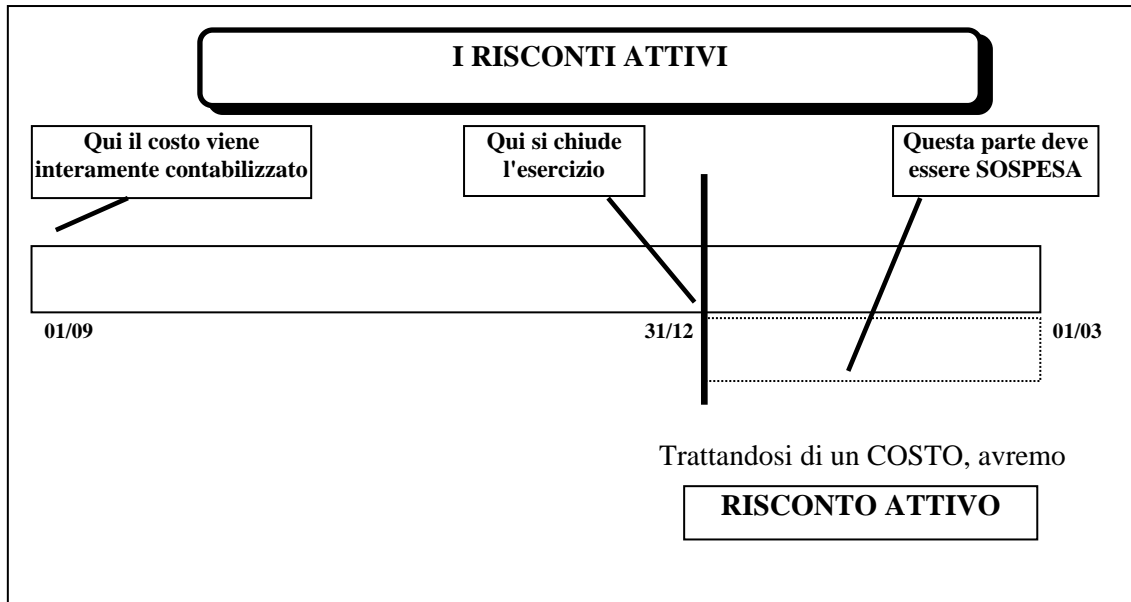 I RISCONTI ATTIVI
Qui il costo viene
interamente contabilizzato
Qui si chiude
l'esercizio
Questa parte deve
essere SOSPESA
01/09
31/12
01/03
Trattandosi di un COSTO, avremo
RISCONTO ATTIVO